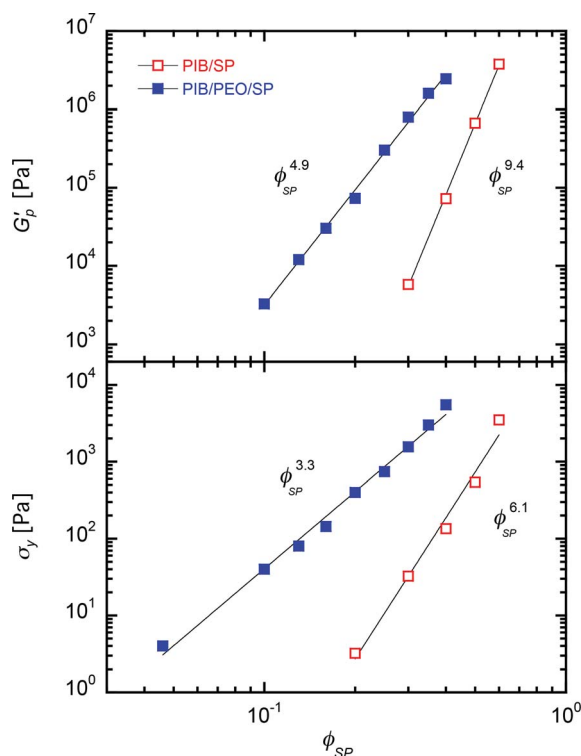 10^7
10^6
10^5
10^4
10^3
G'_p [Pa]
PIB/SP
PIB/PEO/SP
ϕ_SP^4.9
ϕ_SP^9.4
10^4
10^3
10^2
10^1
10^0
σ_y [Pa]
ϕ_SP^3.3
ϕ_SP^6.1
10^-1
10^0
ϕ_SP